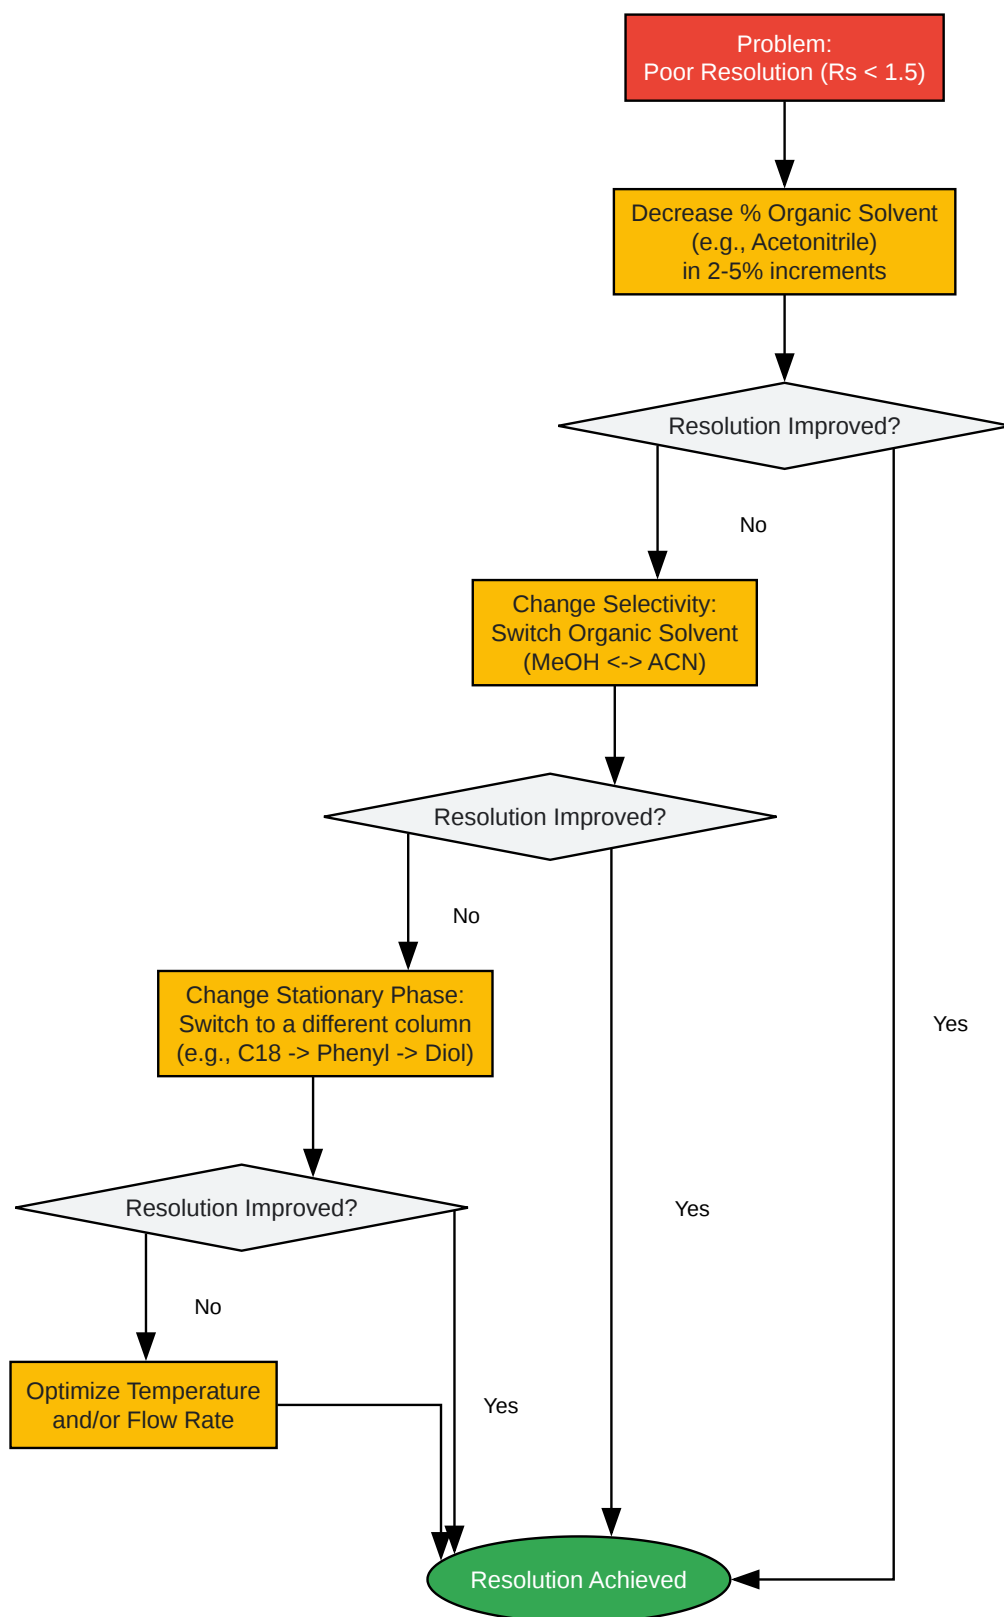 Problem:
Poor Resolution (Rs < 1.5)
Decrease % Organic Solvent
(e.g., Acetonitrile)
in 2-5% increments
Resolution Improved?
No
Change Selectivity:
Switch Organic Solvent
(MeOH <-> ACN)
Resolution Improved?
No
Change Stationary Phase:
Switch to a different column
(e.g., C18 -> Phenyl -> Diol)
Yes
Resolution Improved?
Yes
No
Optimize Temperature
and/or Flow Rate
Yes
Resolution Achieved